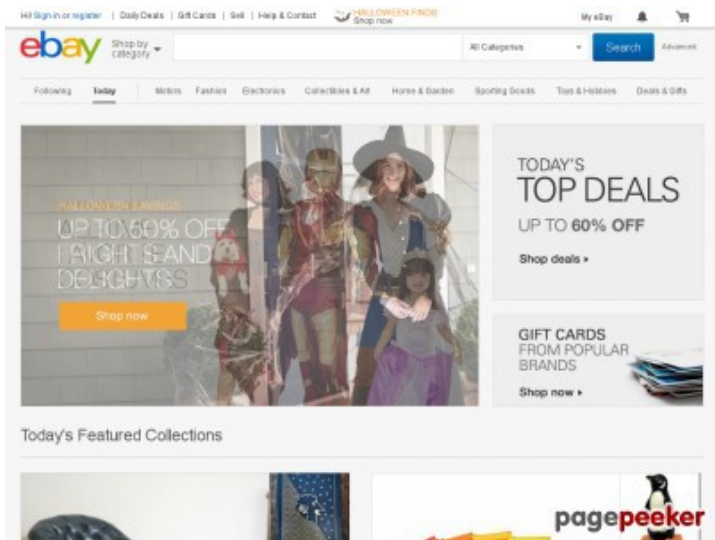 Hi! Sign in or register | Daily Deals | Gift Cards | Sell | Help & Contact
HALLOWEEN FINDS
Shop now
My eBay
ebay
Shop by
category
All Categories
Search
Advanced
Following
Today
Motors
Fashion
Electronics
Collectibles & Art
Home & Garden
Sporting Goods
Toys & Hobbies
Deals & Gifts
HALLOWEEN SAVINGS
UP TO 60% OFF
FRIGHTS AND
DELIGHTS
Shop now
TODAY'S
TOP DEALS
UP TO 60% OFF
Shop deals
GIFT CARDS
FROM POPULAR
BRANDS
Shop now
Today's Featured Collections
pagepeeker